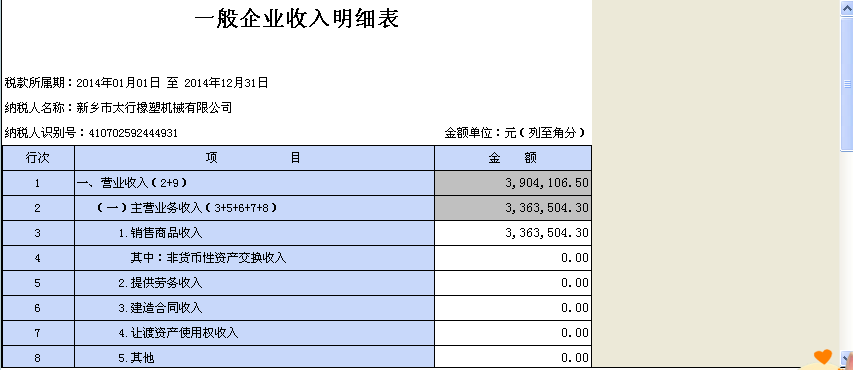 一般企业收入明细表
税款所属期：2014年01月01日 至 2014年12月31日
纳税人名称：新乡市太行橡塑机械有限公司
纳税人识别号：410702592444931 金额单位：元（列至角分）
行次 项 目 金 额
1 一、营业收入（2+9） 3,904,106.50
2 （一）主营业务收入（3+5+6+7+8） 3,363,504.30
3 1.销售商品收入 3,363,504.30
4 其中：非货币性资产交换收入 0.00
5 2.提供劳务收入 0.00
6 3.建造合同收入 0.00
7 4.让渡资产使用权收入 0.00
8 5.其他 0.00